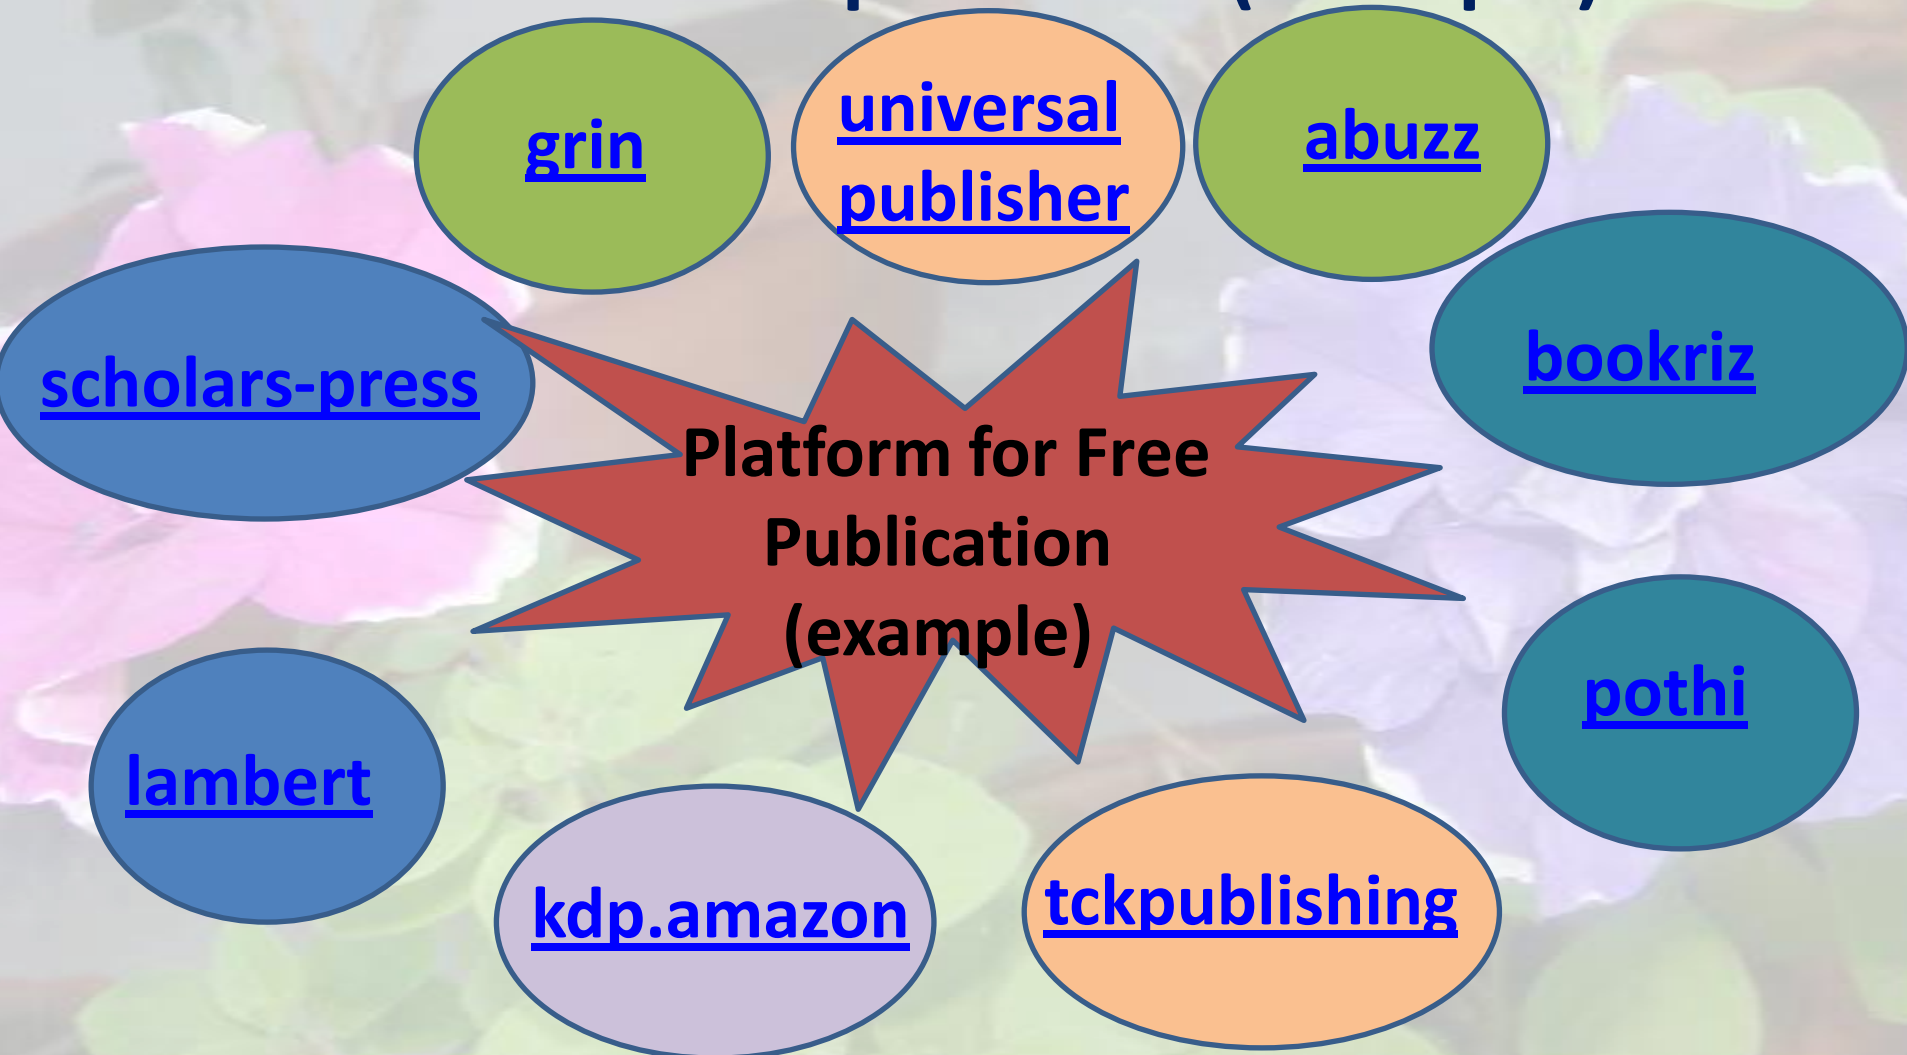 grin
universal
publisher
abuzz
scholars-press
bookriz
Platform for Free
Publication
(example)
pothi
lambert
kdp.amazon
tckpublishing